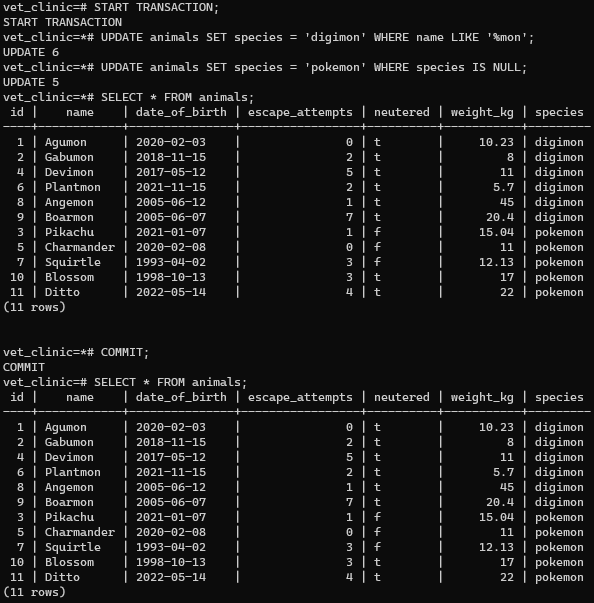 vet_clinic=# START TRANSACTION;
START TRANSACTION
vet_clinic=*# UPDATE animals SET species = 'digimon' WHERE name LIKE '%mon';
UPDATE 6
vet_clinic=*# UPDATE animals SET species = 'pokemon' WHERE species IS NULL;
UPDATE 5
vet_clinic=*# SELECT * FROM animals;
 id |    name    | date_of_birth | escape_attempts | neutered | weight_kg | species
----+------------+---------------+-----------------+----------+-----------+---------
  1 | Agumon     | 2020-02-03    |               0 | t        |     10.23 | digimon
  2 | Gabumon    | 2018-11-15    |               2 | t        |         8 | digimon
  4 | Devimon    | 2017-05-12    |               5 | t        |        11 | digimon
  6 | Plantmon   | 2021-11-15    |               2 | t        |       5.7 | digimon
  8 | Angemon    | 2005-06-12    |               1 | t        |        45 | digimon
  9 | Boarmon    | 2005-06-07    |               7 | t        |      20.4 | digimon
  3 | Pikachu    | 2021-01-07    |               1 | f        |     15.04 | pokemon
  5 | Charmander | 2020-02-08    |               0 | f        |        11 | pokemon
  7 | Squirtle   | 1993-04-02    |               3 | f        |     12.13 | pokemon
 10 | Blossom    | 1998-10-13    |               3 | t        |        17 | pokemon
 11 | Ditto      | 2022-05-14    |               4 | t        |        22 | pokemon
(11 rows)
vet_clinic=*# COMMIT;
COMMIT
vet_clinic=# SELECT * FROM animals;
 id |    name    | date_of_birth | escape_attempts | neutered | weight_kg | species
----+------------+---------------+-----------------+----------+-----------+---------
  1 | Agumon     | 2020-02-03    |               0 | t        |     10.23 | digimon
  2 | Gabumon    | 2018-11-15    |               2 | t        |         8 | digimon
  4 | Devimon    | 2017-05-12    |               5 | t        |        11 | digimon
  6 | Plantmon   | 2021-11-15    |               2 | t        |       5.7 | digimon
  8 | Angemon    | 2005-06-12    |               1 | t        |        45 | digimon
  9 | Boarmon    | 2005-06-07    |               7 | t        |      20.4 | digimon
  3 | Pikachu    | 2021-01-07    |               1 | f        |     15.04 | pokemon
  5 | Charmander | 2020-02-08    |               0 | f        |        11 | pokemon
  7 | Squirtle   | 1993-04-02    |               3 | f        |     12.13 | pokemon
 10 | Blossom    | 1998-10-13    |               3 | t        |        17 | pokemon
 11 | Ditto      | 2022-05-14    |               4 | t        |        22 | pokemon
(11 rows)